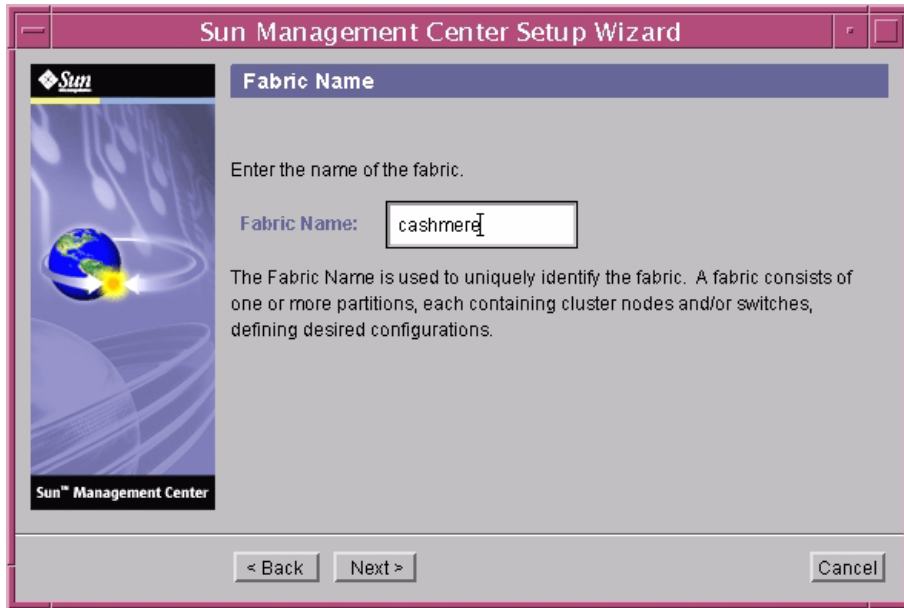 Sun Management Center Setup Wizard
Sun
Fabric Name
Enter the name of the fabric.
Fabric Name: cashmere
The Fabric Name is used to uniquely identify the fabric. A fabric consists of
one or more partitions, each containing cluster nodes and/or switches,
defining desired configurations.
Sun™ Management Center
< Back Next > Cancel